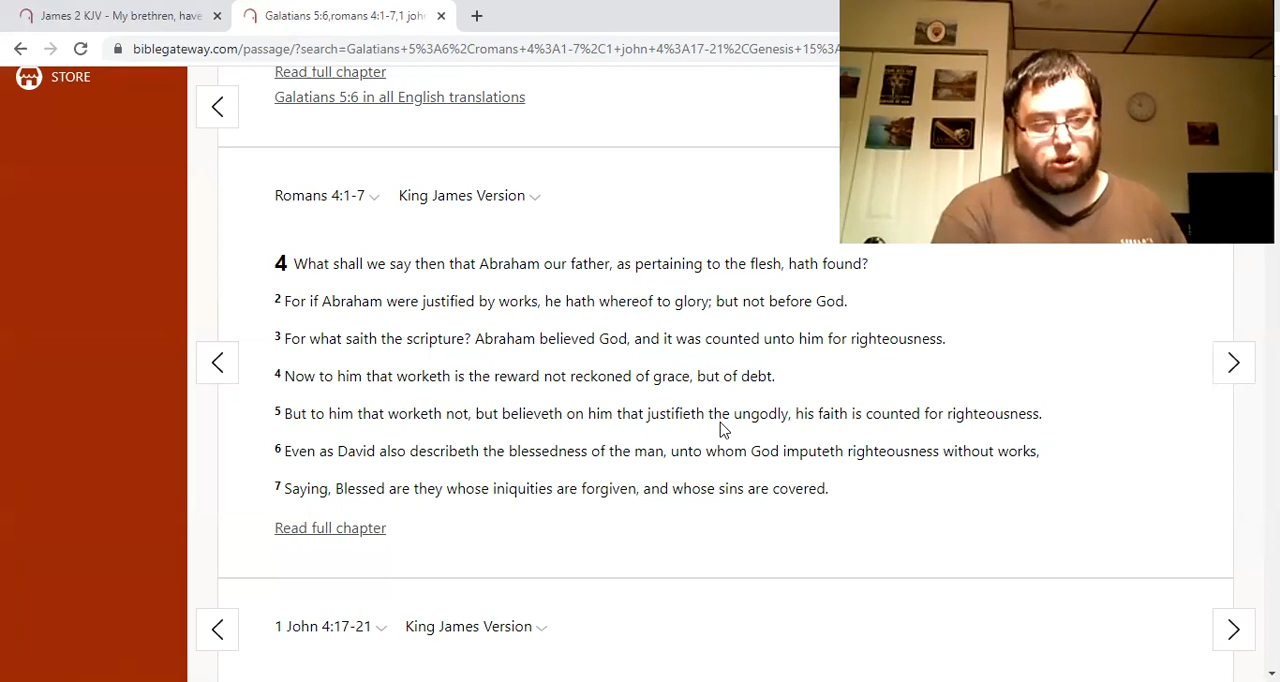 James 2 KJV - My brethren, have
Galatians 5:6,romans 4:1-7,1 joh
biblegateway.com/passage/?search=Galatians+5%3A6%2Cromans+4%3A1-7%2C1+john+4%3A17-21%2CGenesis+15%3A
STORE
Read full chapter
Galatians 5:6 in all English translations
Romans 4:1-7 King James Version
4 What shall we say then that Abraham our father, as pertaining to the flesh, hath found?
2 For if Abraham were justified by works, he hath whereof to glory; but not before God.
3 For what saith the scripture? Abraham believed God, and it was counted unto him for righteousness.
4 Now to him that worketh is the reward not reckoned of grace, but of debt.
5 But to him that worketh not, but believeth on him that justifieth the ungodly, his faith is counted for righteousness.
6 Even as David also describeth the blessedness of the man, unto whom God imputeth righteousness without works,
7 Saying, Blessed are they whose iniquities are forgiven, and whose sins are covered.
Read full chapter
1 John 4:17-21 King James Version